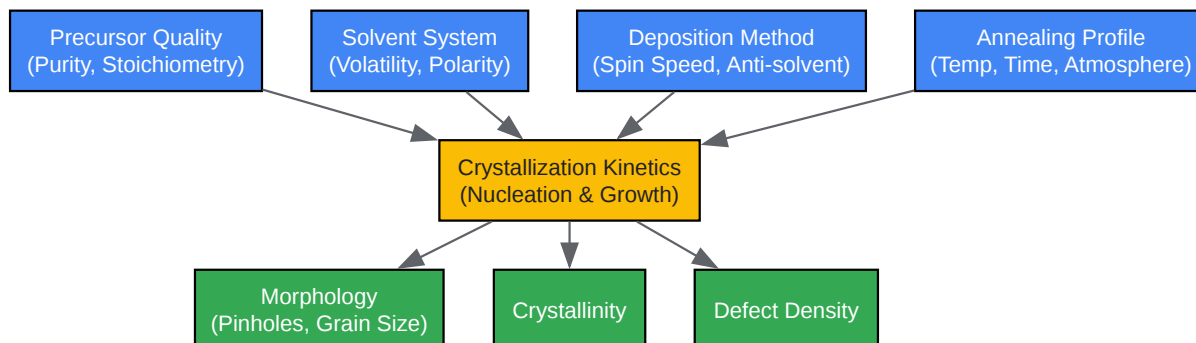 Precursor Quality
(Purity, Stoichiometry)
Solvent System
(Volatility, Polarity)
Deposition Method
(Spin Speed, Anti-solvent)
Annealing Profile
(Temp, Time, Atmosphere)
Crystallization Kinetics
(Nucleation & Growth)
Morphology
(Pinholes, Grain Size)
Crystallinity
Defect Density